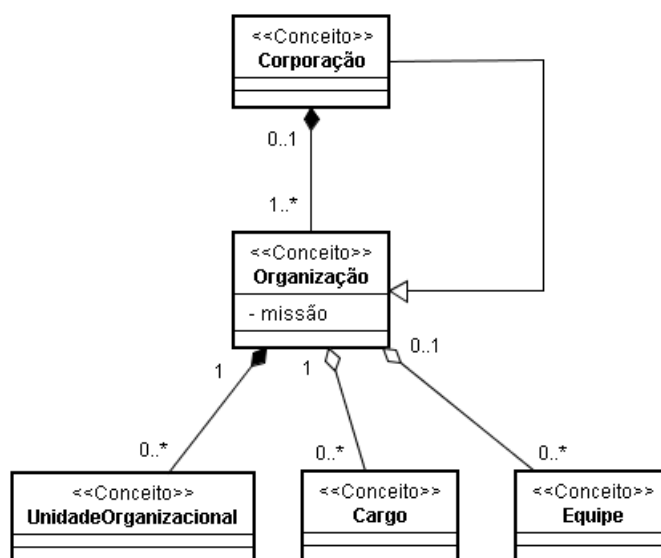 <<Conceito>>
Corporação
0..1
1..*
<<Conceito>>
Organização
- missão
1
1
0..1
0..*
0..*
0..*
<<Conceito>>
UnidadeOrganizacional
<<Conceito>>
Cargo
<<Conceito>>
Equipe